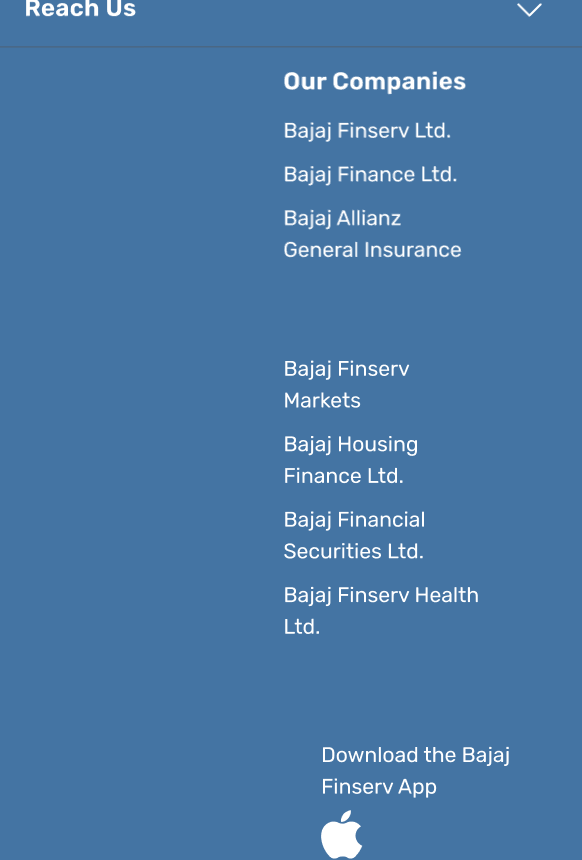 Reach Us
Our Companies
Bajaj Finserv Ltd.
Bajaj Finance Ltd.
Bajaj Allianz
General Insurance
Bajaj Finserv
Markets
Bajaj Housing
Finance Ltd.
Bajaj Financial
Securities Ltd.
Bajaj Finserv Health
Ltd.
Download the Bajaj
Finserv App